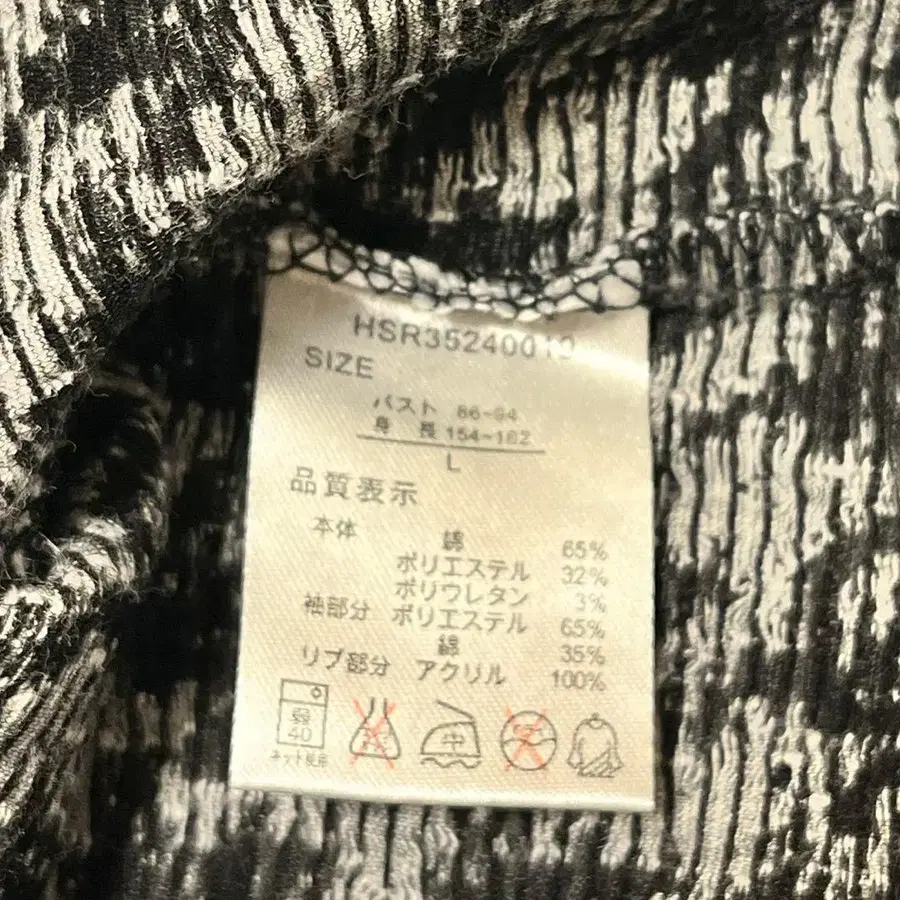 HSR35240010
SIZE
バスト 86~94
身長 154~162
L
品質表示
本体 綿 65%
ポリエステル 32%
ポリウレタン 3%
袖部分 ポリエステル 65%
綿 35%
リブ部分 アクリル 100%
弱
40
中
ネット使用